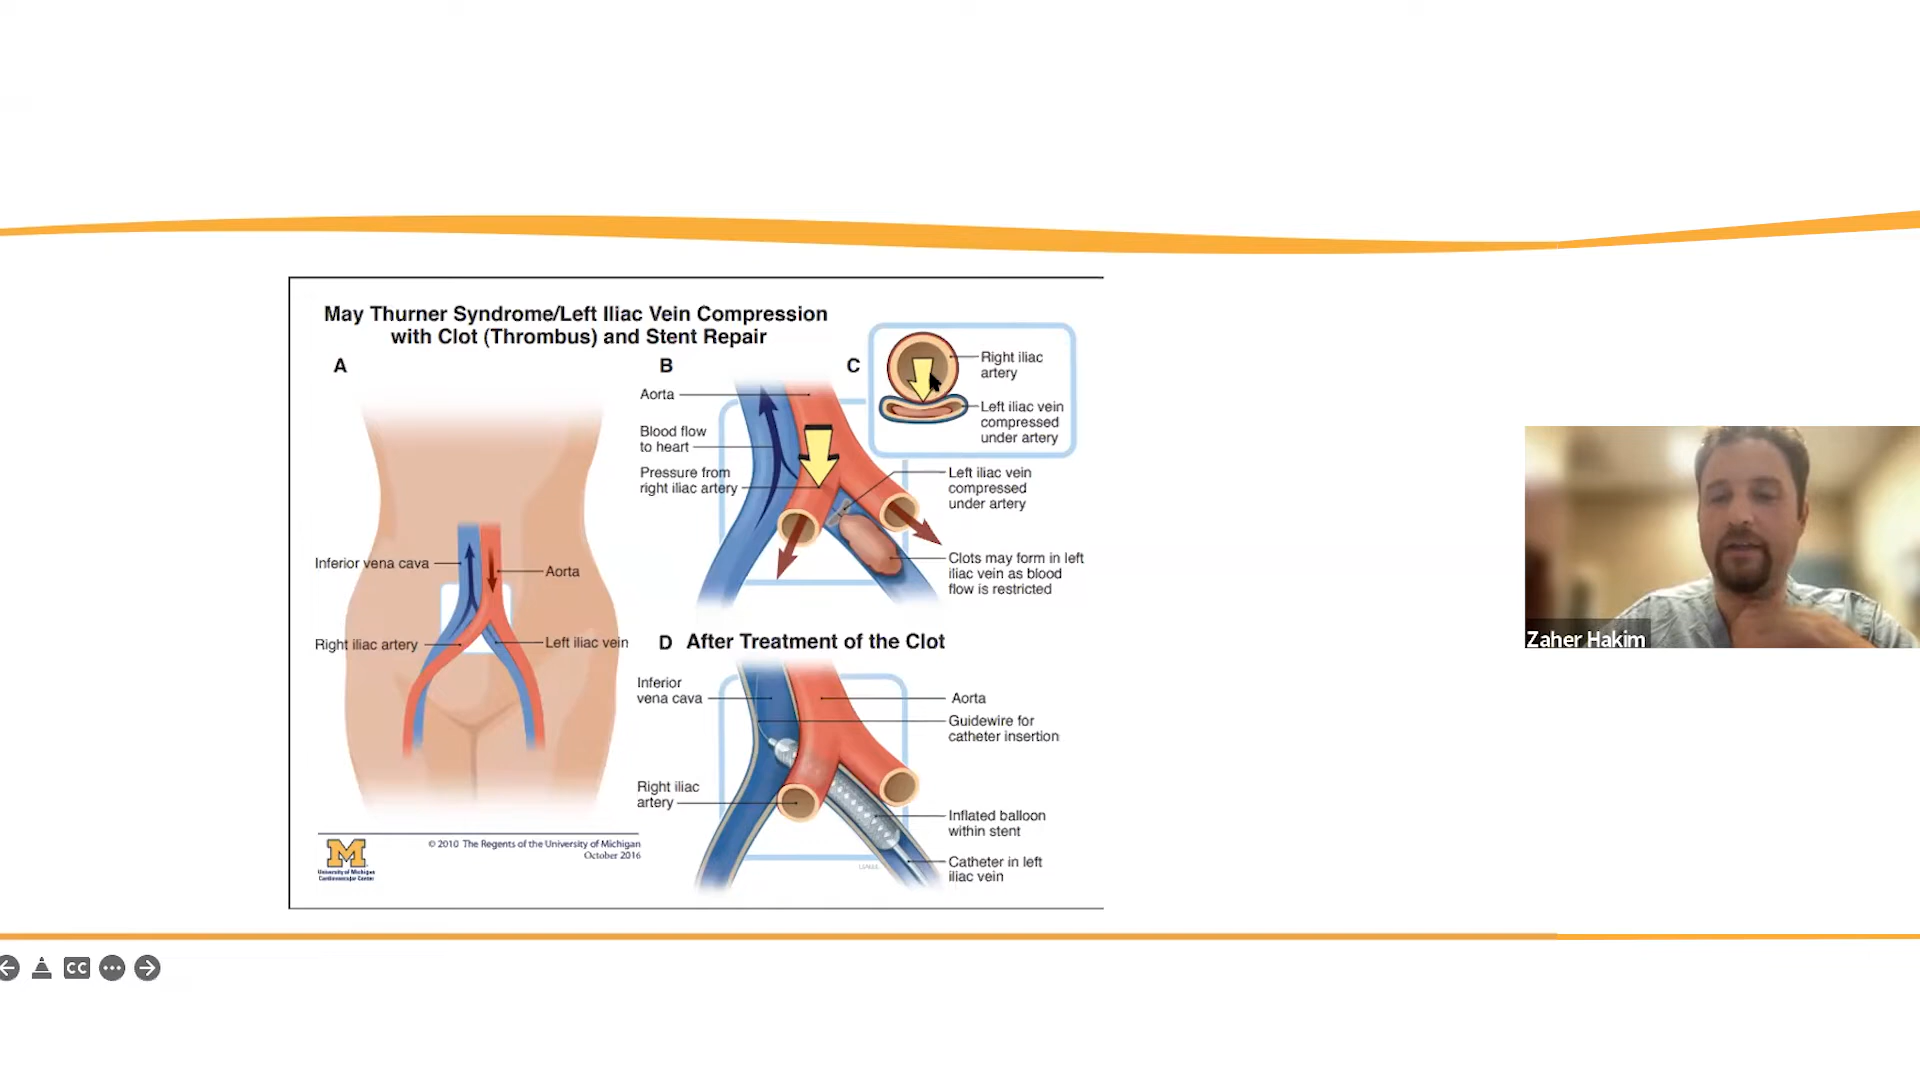 May Thurner Syndrome/Left Iliac Vein Compression
with Clot (Thrombus) and Stent Repair
A
Inferior vena cava
Aorta
Right iliac artery
Left iliac vein
B
Aorta
Blood flow
to heart
Pressure from
right iliac artery
C
Right iliac
artery
Left iliac vein
compressed
under artery
Left iliac vein
compressed
under artery
Clots may form in left
iliac vein as blood
flow is restricted
D After Treatment of the Clot
Inferior
vena cava
Right iliac
artery
Aorta
Guidewire for
catheter insertion
Inflated balloon
within stent
Catheter in left
iliac vein
M
University of Michigan
Cardiovascular Center
© 2010 The Regents of the University of Michigan
October 2016
Zaher Hakim
CC